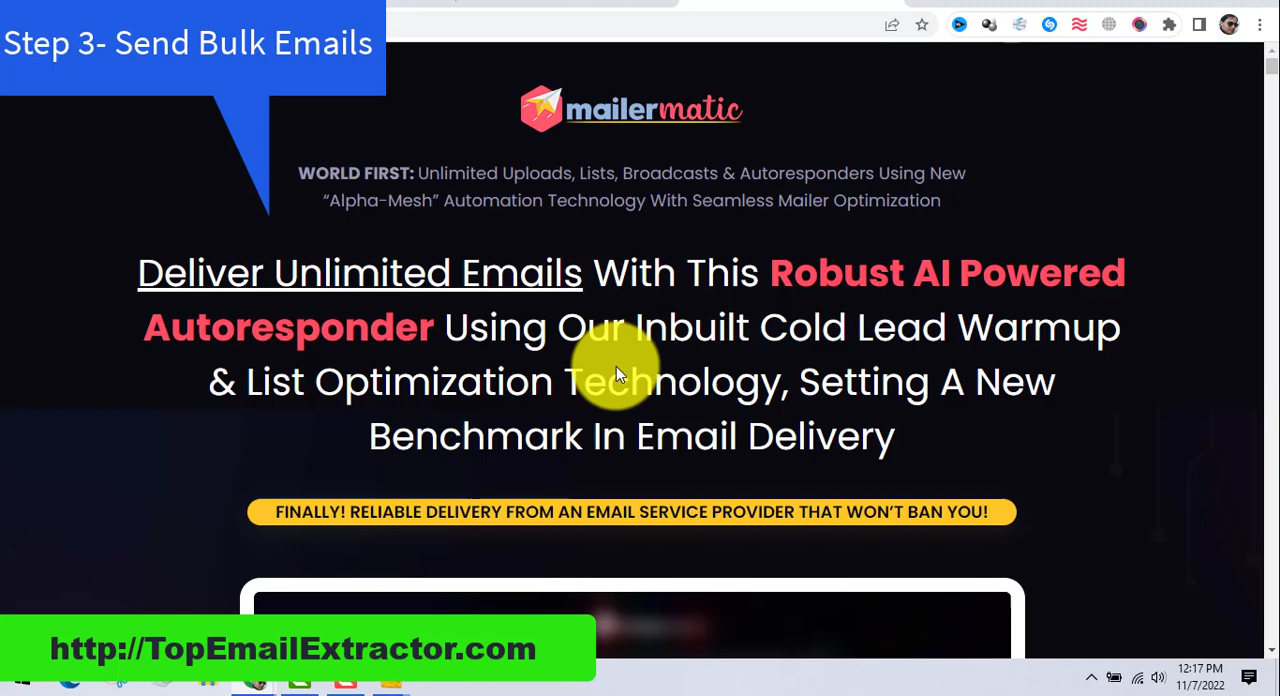 Step 3- Send Bulk Emails
mailermatic
WORLD FIRST: Unlimited Uploads, Lists, Broadcasts & Autoresponders Using New
“Alpha-Mesh” Automation Technology With Seamless Mailer Optimization
Deliver Unlimited Emails With This Robust AI Powered
Autoresponder Using Our Inbuilt Cold Lead Warmup
& List Optimization Technology, Setting A New
Benchmark In Email Delivery
FINALLY! RELIABLE DELIVERY FROM AN EMAIL SERVICE PROVIDER THAT WON’T BAN YOU!
http://TopEmailExtractor.com
12:17 PM
11/7/2022